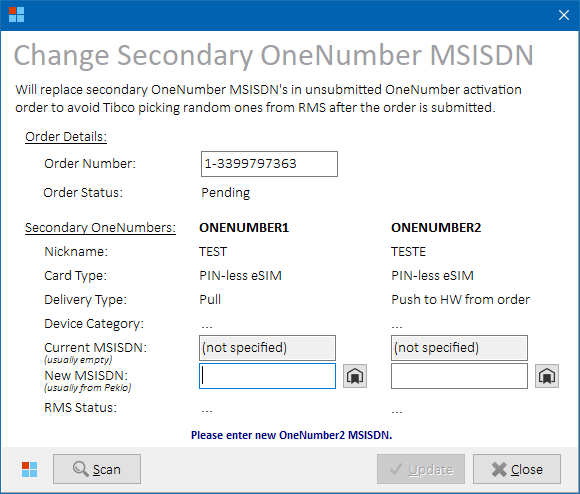 Change Secondary OneNumber MSISDN
Will replace secondary OneNumber MSISDN's in unsubmitted OneNumber activation
order to avoid Tibco picking random ones from RMS after the order is submitted.
Order Details:
Order Number: 1-3399797363
Order Status: Pending
Secondary OneNumbers: ONENUMBER1 ONENUMBER2
Nickname: TEST TESTE
Card Type: PIN-less eSIM PIN-less eSIM
Delivery Type: Pull Push to HW from order
Device Category: ... ...
Current MSISDN: (not specified) (not specified)
(usually empty)
New MSISDN:
(usually from Peklo)
RMS Status: ... ...
Please enter new OneNumber2 MSISDN.
Scan Update Close